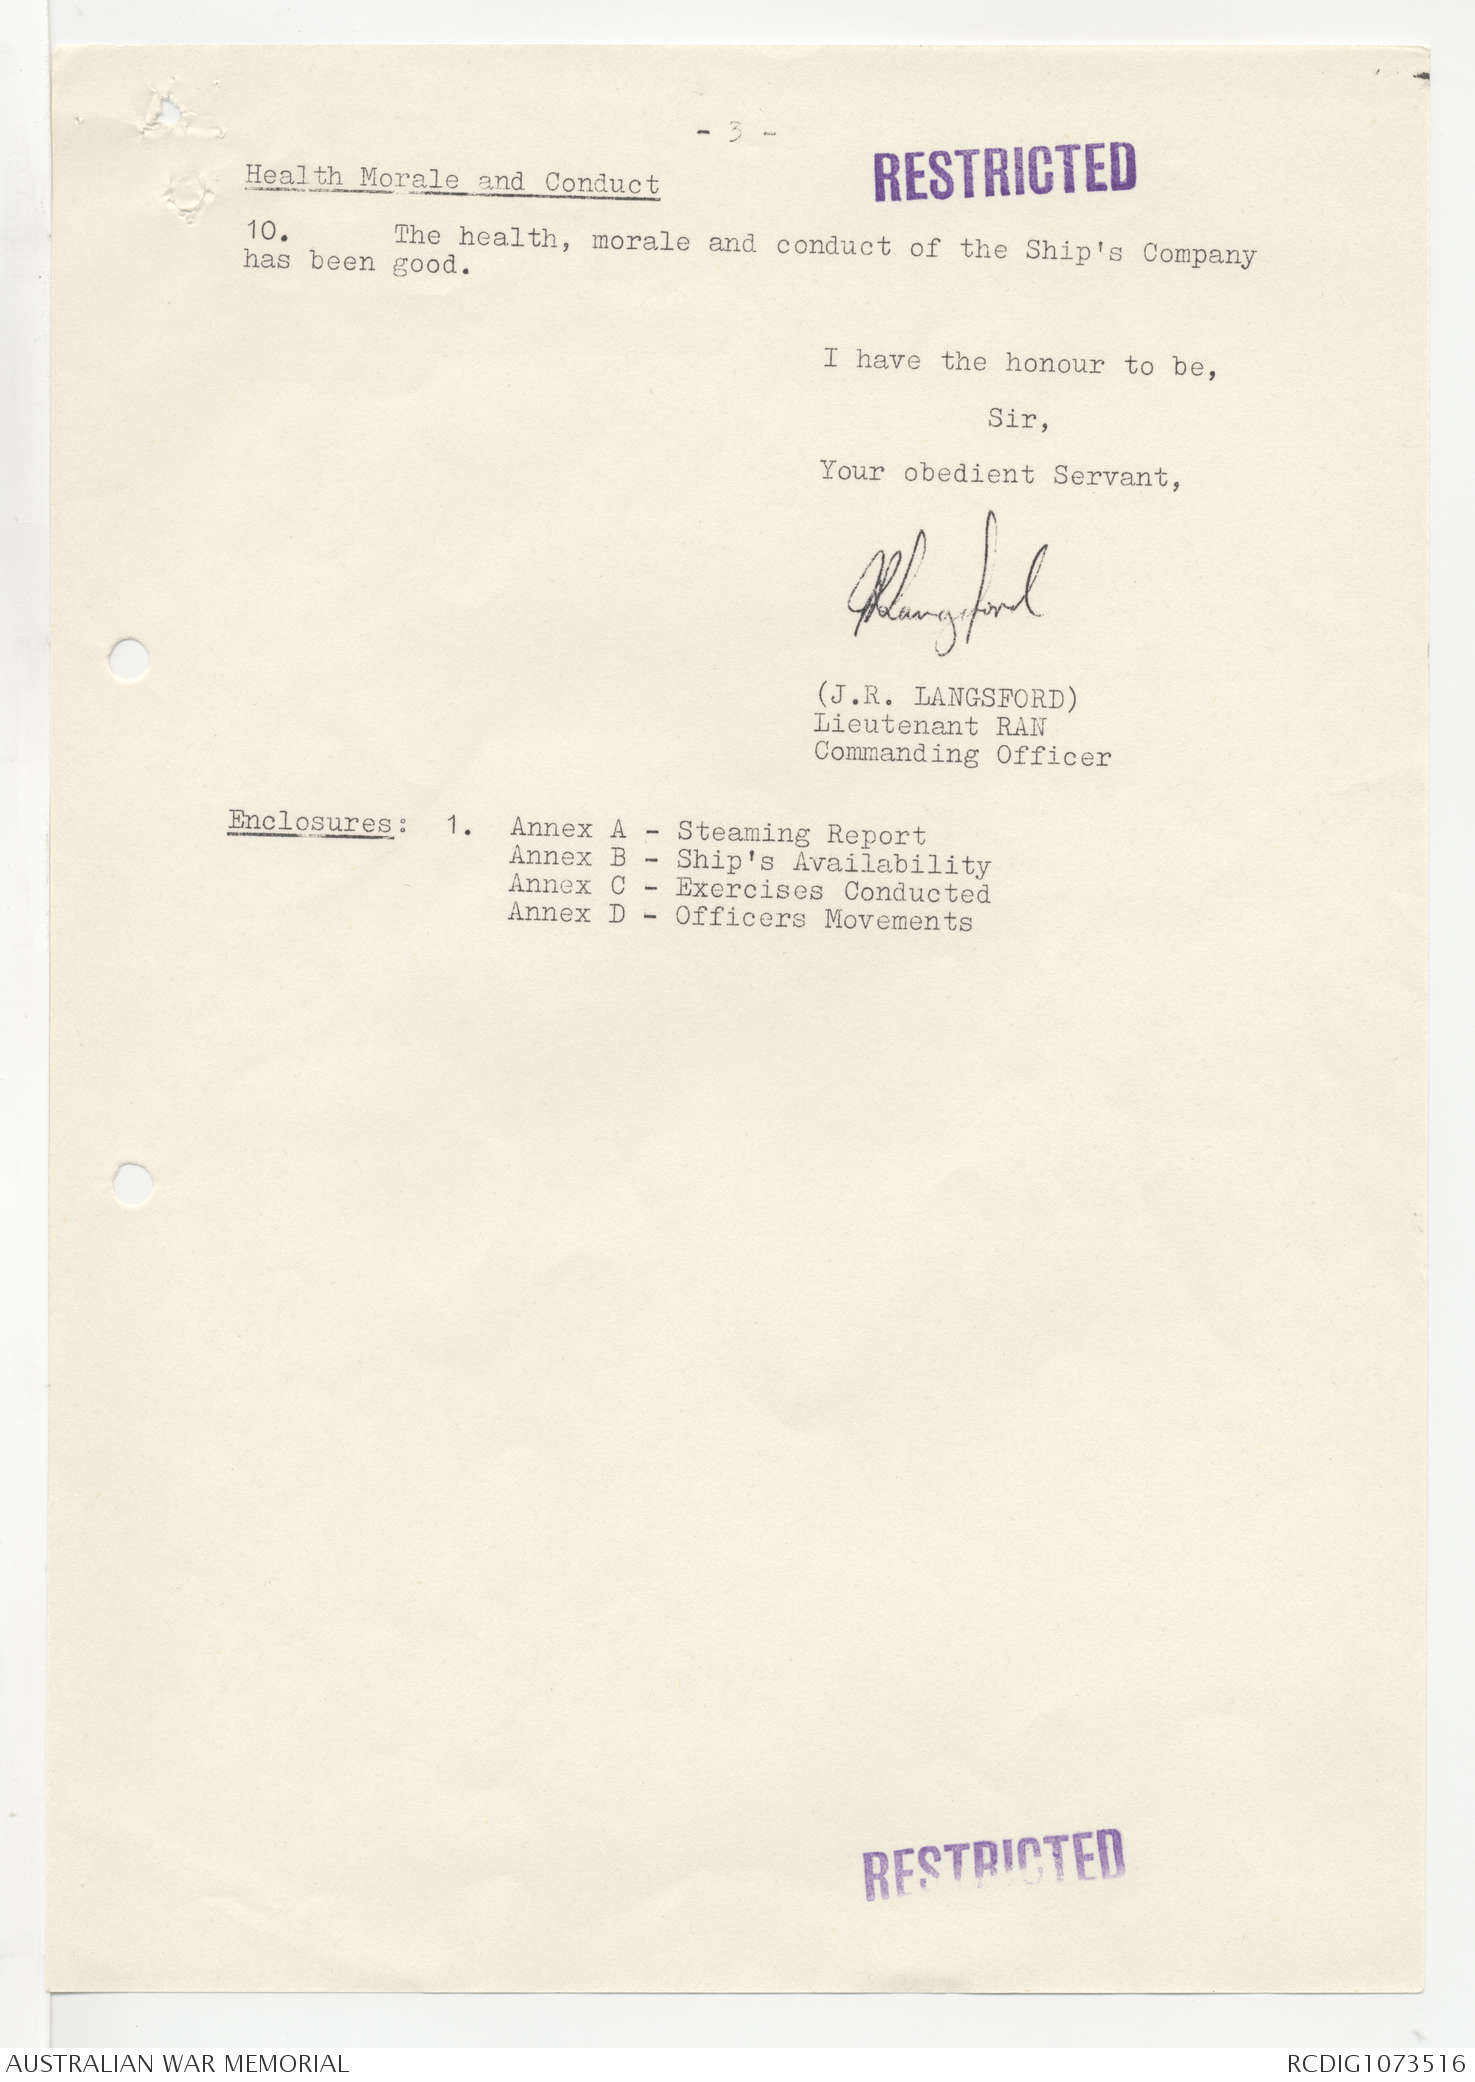 - 3 -
RESTRICTED
Health Morale and Conduct
10. The health, morale and conduct of the Ship's Company
has been good.
I have the honour to be,
Sir,
Your obedient Servant,
JRLangsford
(J.R. LANGSFORD)
Lieutenant RAN
Commanding Officer
Enclosures: 1. Annex A - Steaming Report
Annex B - Ship's Availability
Annex C - Exercises Conducted
Annex D - Officers Movements
RESTRICTED
AUSTRALIAN WAR MEMORIAL
RCDIG1073516